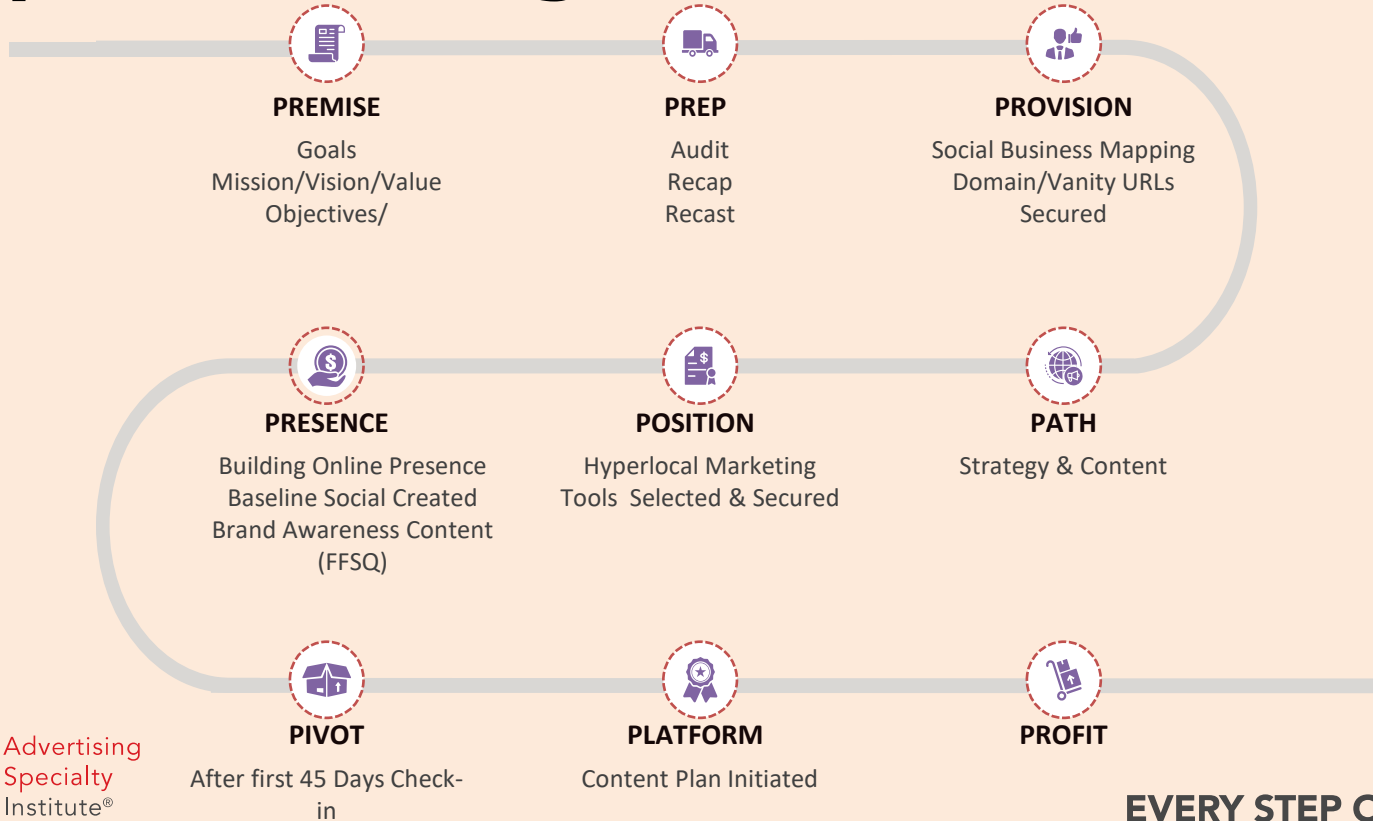 PREMISE
Goals
Mission/Vision/Value
Objectives/
PREP
Audit
Recap
Recast
PROVISION
Social Business Mapping
Domain/Vanity URLs
Secured
PRESENCE
Building Online Presence
Baseline Social Created
Brand Awareness Content
(FFSQ)
POSITION
Hyperlocal Marketing
Tools  Selected & Secured
PATH
Strategy & Content
PIVOT
After first 45 Days Check-
in
PLATFORM
Content Plan Initiated
PROFIT
Advertising
Specialty
Institute®
EVERY STEP